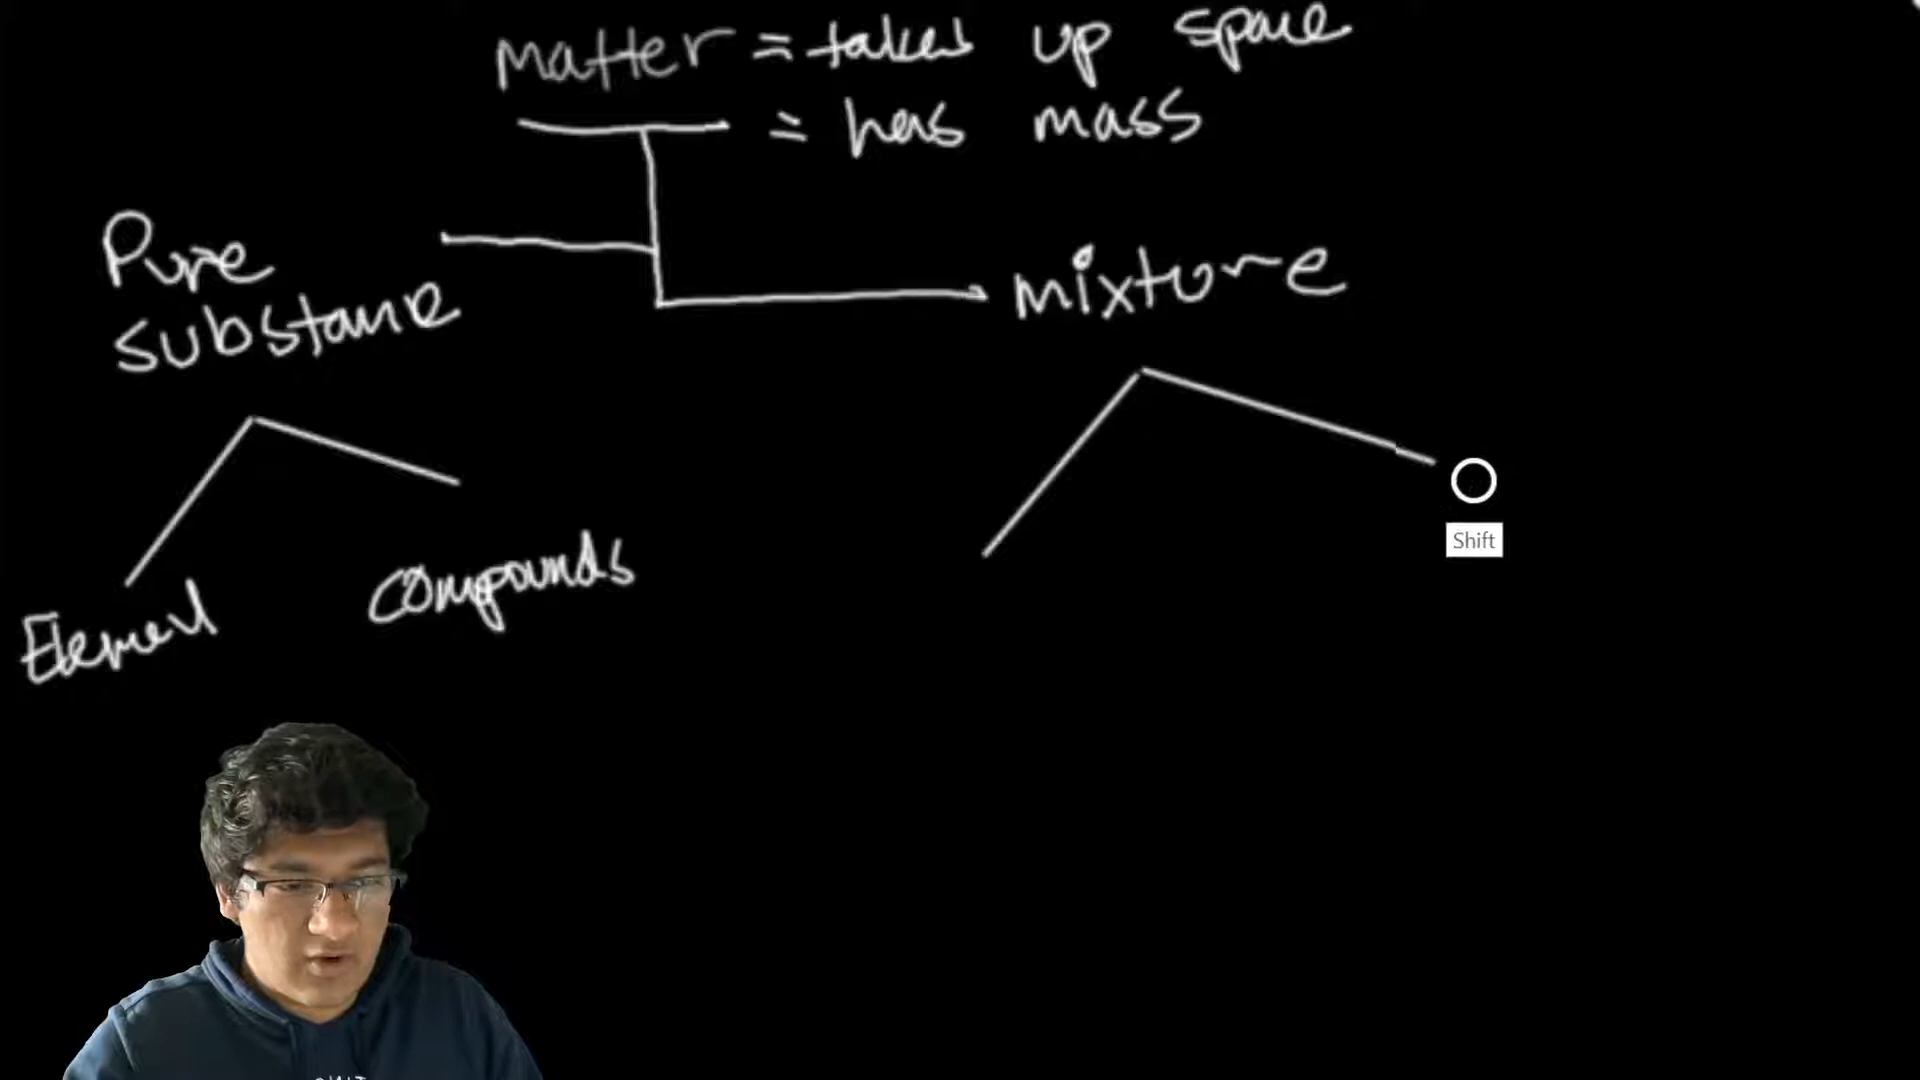 matter = takes up space
= has mass
Pure
substance
mixture
Shift
Element
compounds